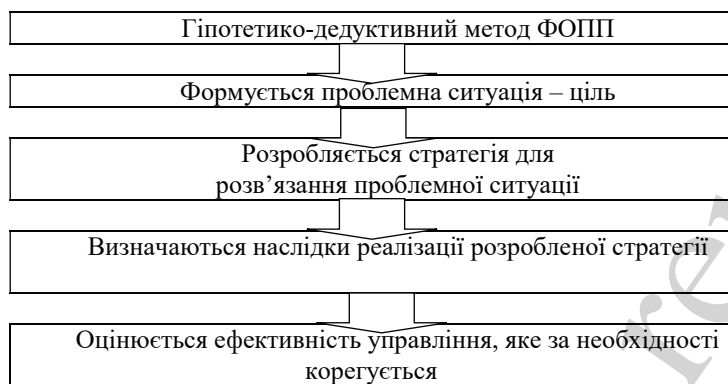 Гіпотетико-дедуктивний метод ФОПП
Формується проблемна ситуація – ціль
Розробляється стратегія для
розв’язання проблемної ситуації
Визначаються наслідки реалізації розробленої стратегії
Оцінюється ефективність управління, яке за необхідності
корегується